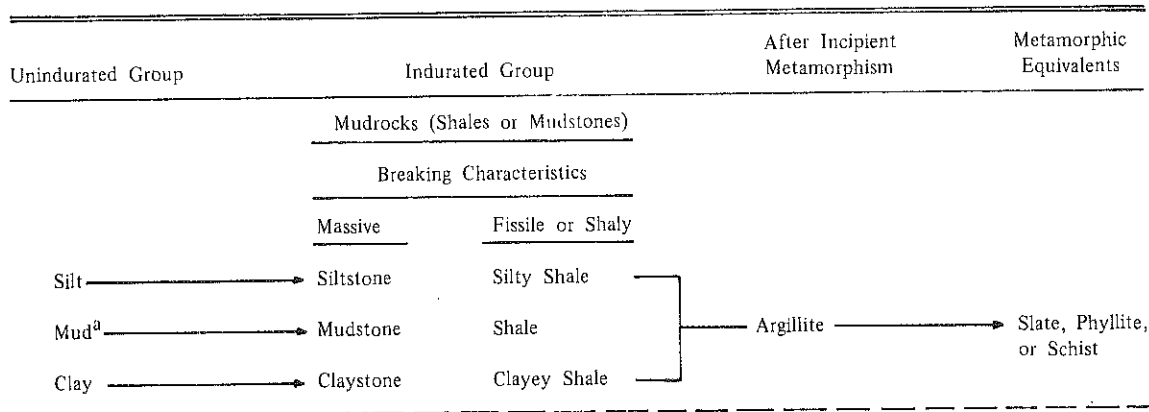 After Incipient Metamorphic
Unindurated Group Indurated Group Metamorphism Equivalents
Mudrocks (Shales or Mudstones)
Breaking Characteristics
Massive Fissile or Shaly
Silt Siltstone Silty Shale
Mudᵃ Mudstone Shale Argillite Slate, Phyllite,
or Schist
Clay Claystone Clayey Shale